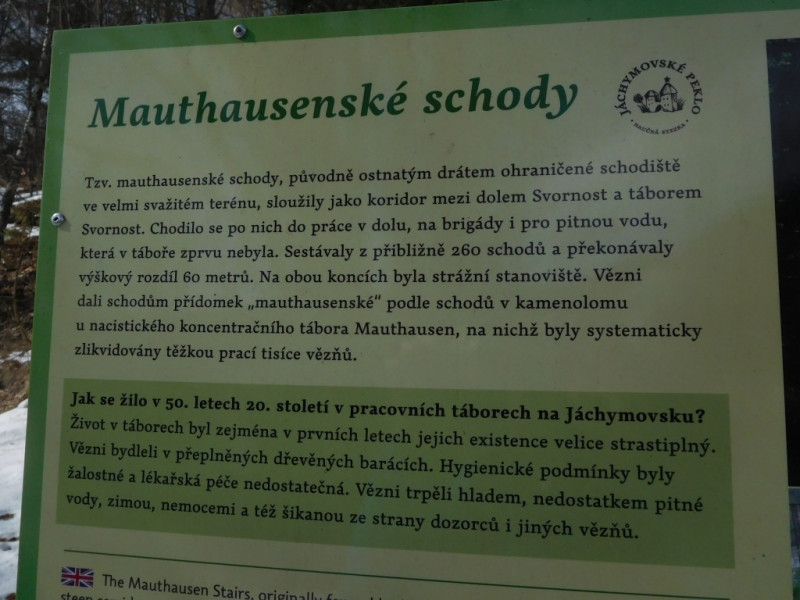 Mauthausenské schody
JÁCHYMOVSKÉ PEKLO
NAUČNÁ STEZKA
Tzv. mauthausenské schody, původně ostnatým drátem ohraničené schodiště
ve velmi svažitém terénu, sloužily jako koridor mezi dolem Svornost a táborem
Svornost. Chodilo se po nich do práce v dolu, na brigády i pro pitnou vodu,
která v táboře zprvu nebyla. Sestávaly z přibližně 260 schodů a překonávaly
výškový rozdíl 60 metrů. Na obou koncích byla strážní stanoviště. Vězni
dali schodům přídomek „mauthausenské“ podle schodů v kamenolomu
u nacistického koncentračního tábora Mauthausen, na nichž byly systematicky
zlikvidovány těžkou prací tisíce vězňů.
Jak se žilo v 50. letech 20. století v pracovních táborech na Jáchymovsku?
Život v táborech byl zejména v prvních letech jejich existence velice strastiplný.
Vězni bydleli v přeplněných dřevěných barácích. Hygienické podmínky byly
žalostné a lékařská péče nedostatečná. Vězni trpěli hladem, nedostatkem pitné
vody, zimou, nemocemi a též šikanou ze strany dozorců i jiných vězňů.
The Mauthausen Stairs, originally